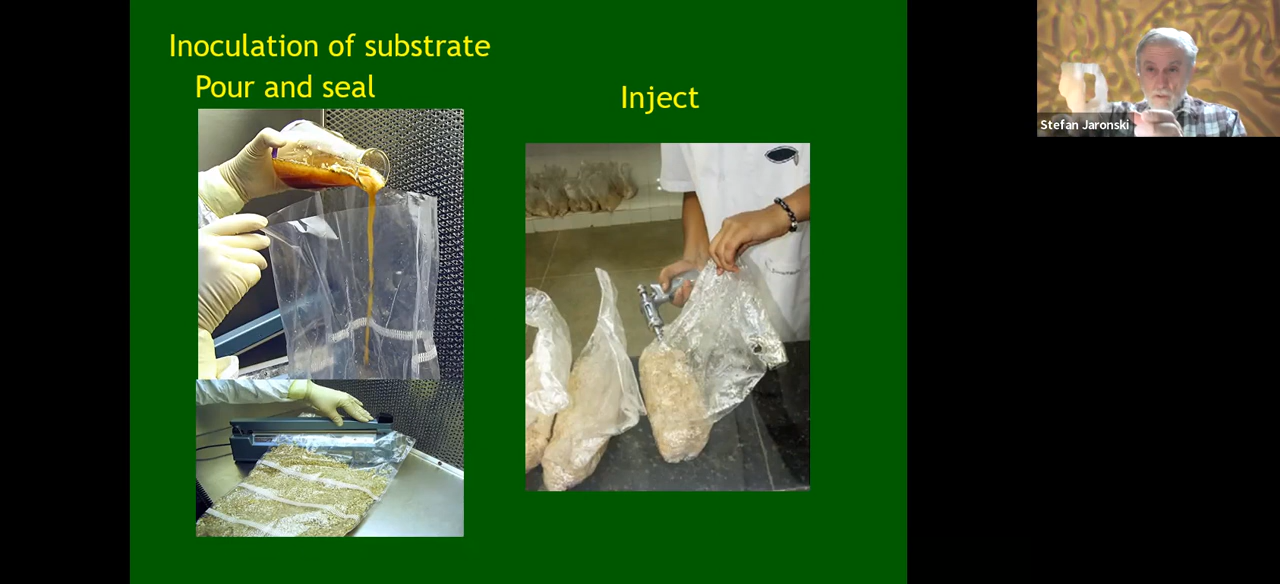 Inoculation of substrate
Pour and seal
Inject
Stefan Jaronski